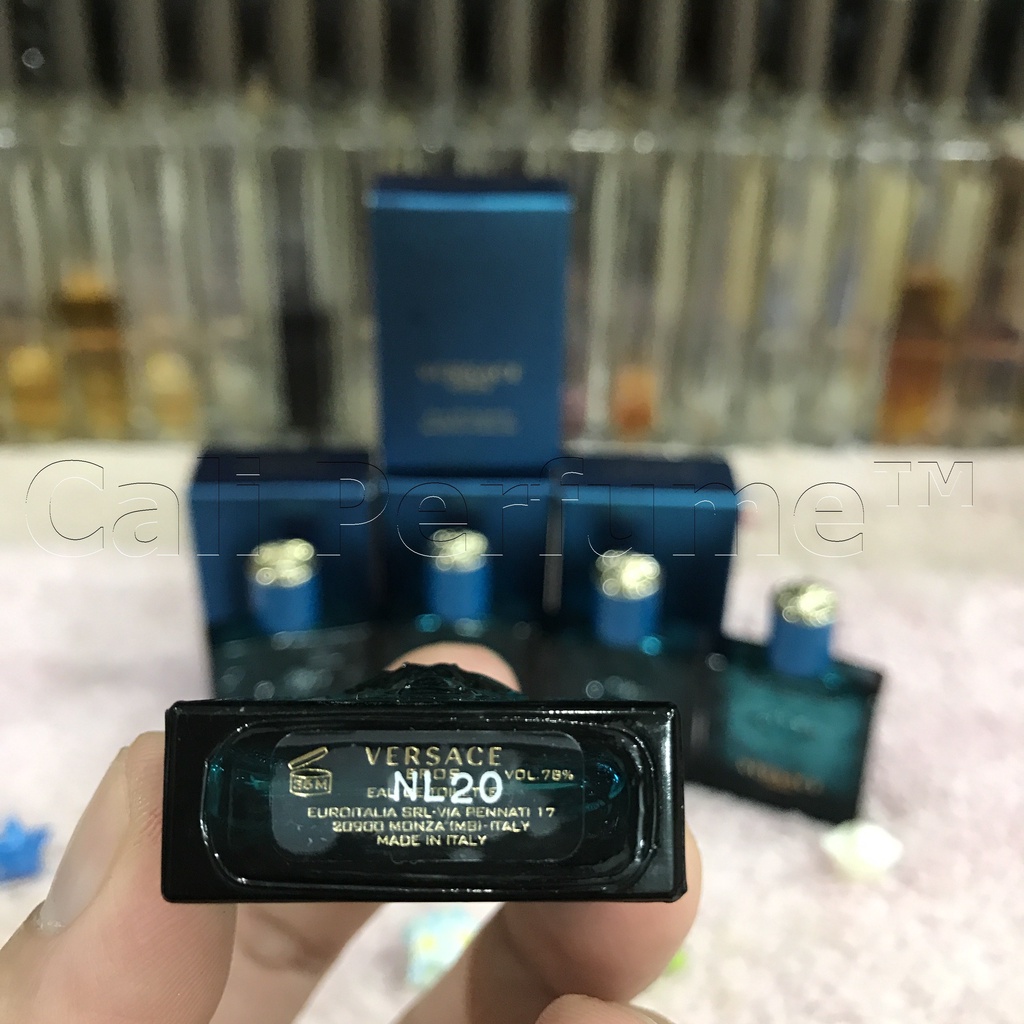 Cali Perfume™
36M
VERSACE
EROS VOL.78%
NL20
EUROITALIA SRL-VIA PENNATI 17
20900 MONZA (MB)-ITALY
MADE IN ITALY